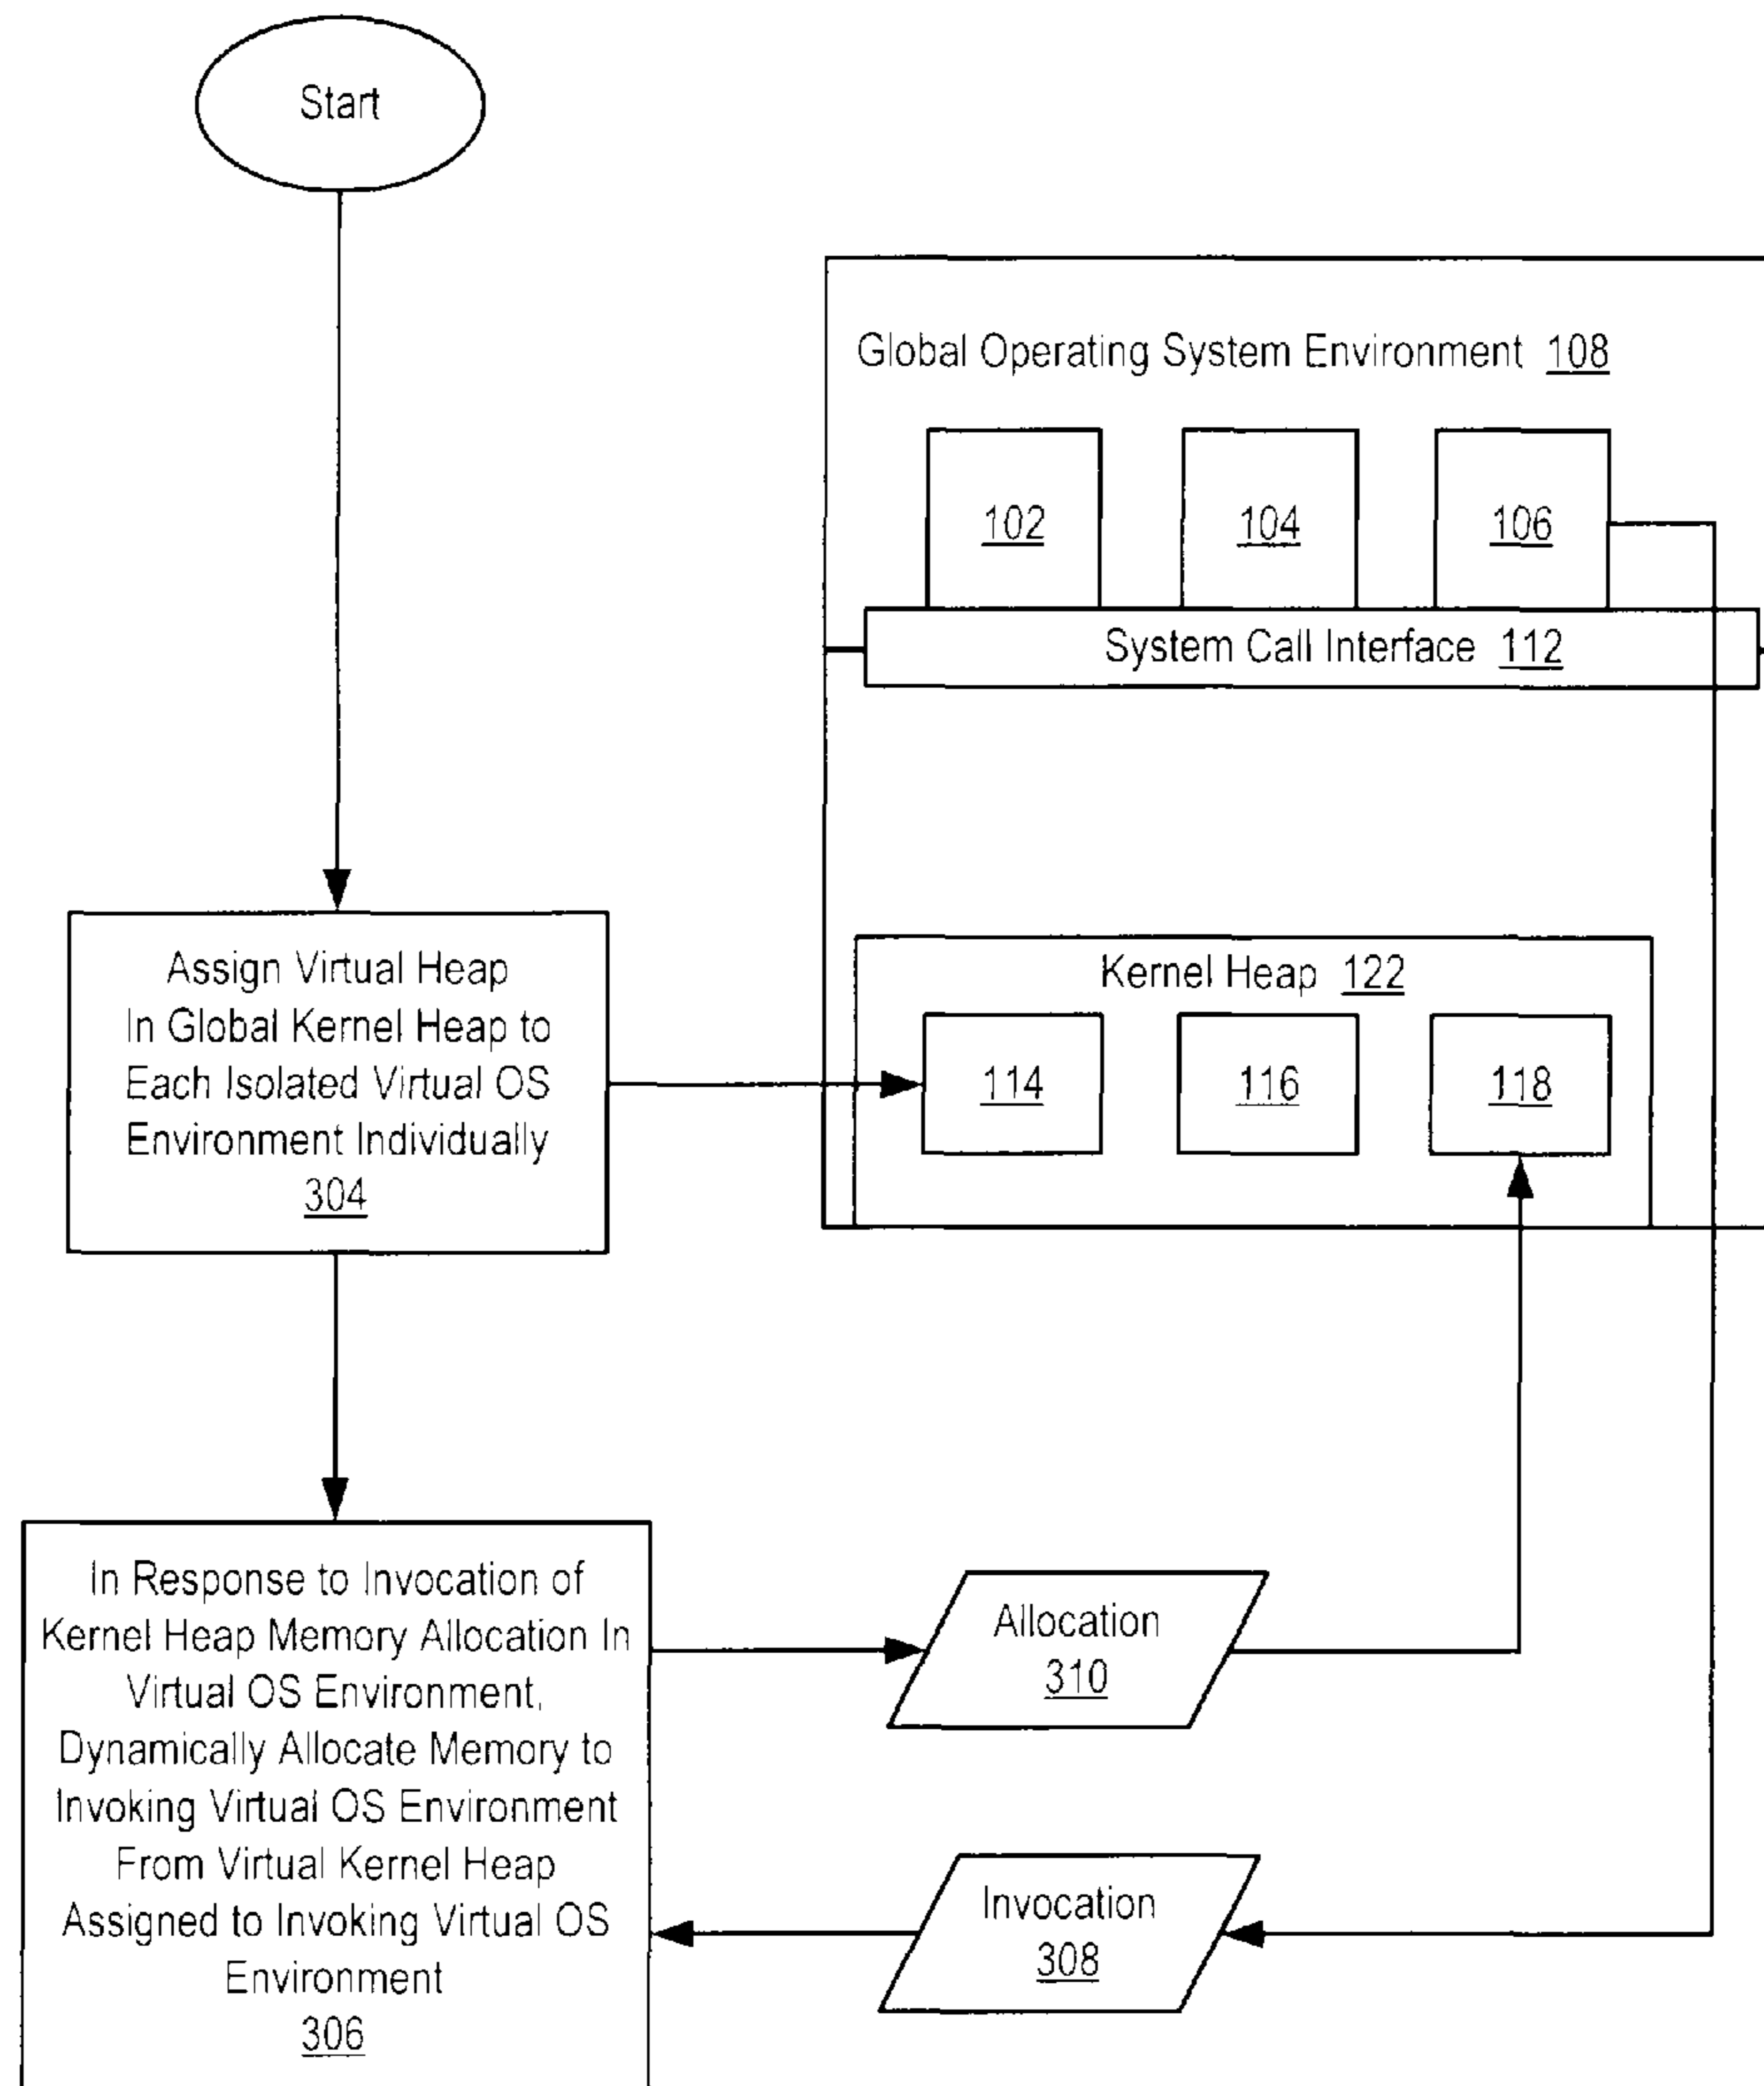 Start
Global Operating System Environment 108
102
104
106
System Call Interface 112
Assign Virtual Heap
In Global Kernel Heap to
Each Isolated Virtual OS
Environment Individually
304
Kernel Heap 122
114
116
118
In Response to Invocation of
Kernel Heap Memory Allocation In
Virtual OS Environment,
Dynamically Allocate Memory to
Invoking Virtual OS Environment
From Virtual Kernel Heap
Assigned to Invoking Virtual OS
Environment
306
Allocation
310
Invocation
308